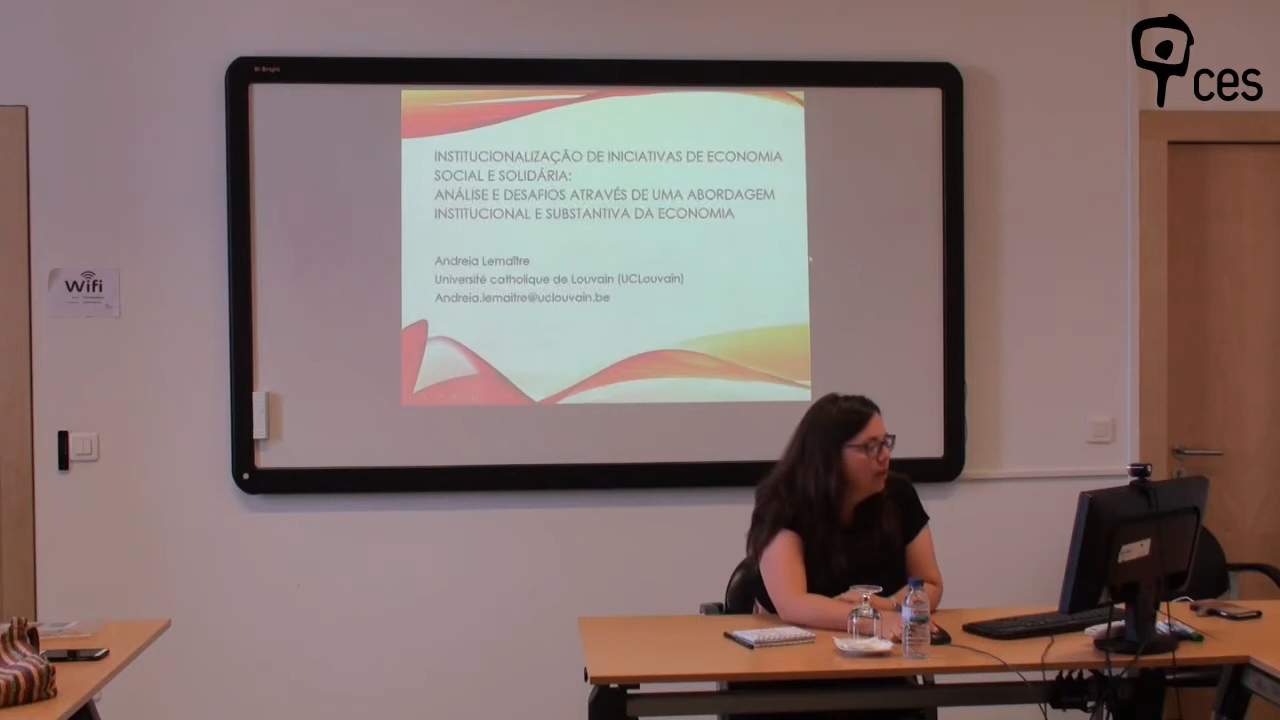 ces
INSTITUCIONALIZAÇÃO DE INICIATIVAS DE ECONOMIA
SOCIAL E SOLIDÁRIA:
ANÁLISE E DESAFIOS ATRAVÉS DE UMA ABORDAGEM
INSTITUCIONAL E SUBSTANTIVA DA ECONOMIA
Andreia Lemaître
Université catholique de Louvain (UCLouvain)
Andreia.lemaitre@uclouvain.be
Wifi